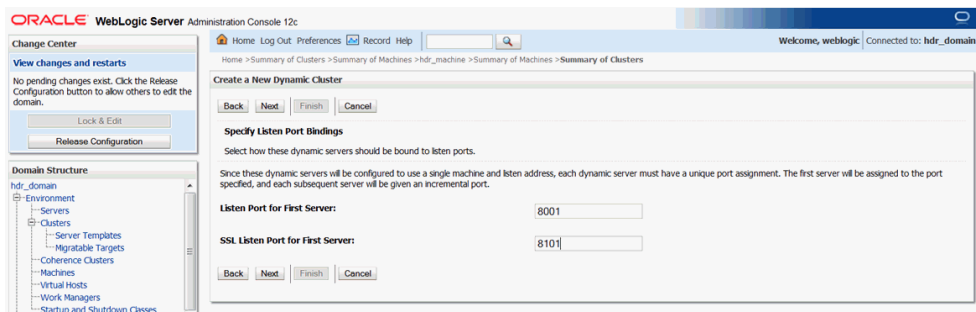 ORACLE WebLogic Server Administration Console 12c
Change Center
View changes and restarts
No pending changes exist. Click the Release
Configuration button to allow others to edit the
domain.
Lock & Edit
Release Configuration
Domain Structure
hdr_domain
Environment
Servers
Clusters
Server Templates
Migratable Targets
Coherence Clusters
Machines
Virtual Hosts
Work Managers
Startup and Shutdown Classes
Home Log Out Preferences Record Help
Welcome, weblogic Connected to: hdr_domain
Home >Summary of Clusters >Summary of Machines >hdr_machine >Summary of Machines >Summary of Clusters
Create a New Dynamic Cluster
Back Next Finish Cancel
Specify Listen Port Bindings
Select how these dynamic servers should be bound to listen ports.
Since these dynamic servers will be configured to use a single machine and listen address, each dynamic server must have a unique port assignment. The first server will be assigned to the port
specified, and each subsequent server will be given an incremental port.
Listen Port for First Server: 8001
SSL Listen Port for First Server: 8101
Back Next Finish Cancel